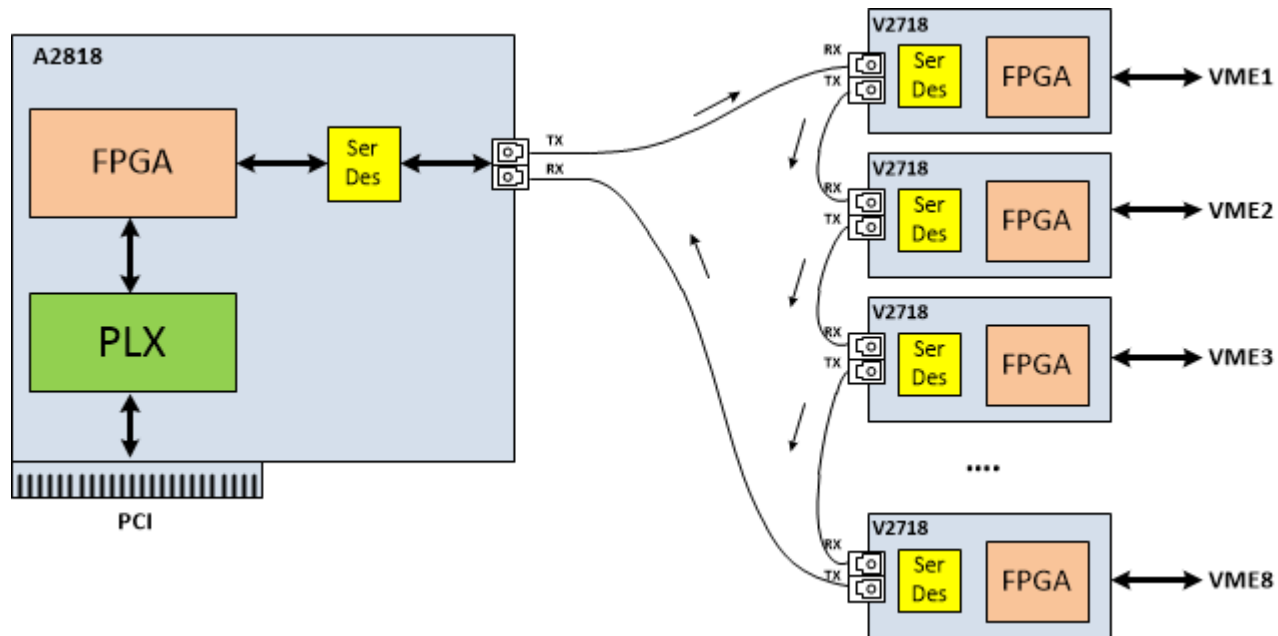 A2818
FPGA
Ser
Des
TX
RX
PLX
PCI
V2718
RX
TX
Ser
Des
FPGA
VME1
V2718
RX
TX
Ser
Des
FPGA
VME2
V2718
RX
TX
Ser
Des
FPGA
VME3
....
V2718
RX
TX
Ser
Des
FPGA
VME8